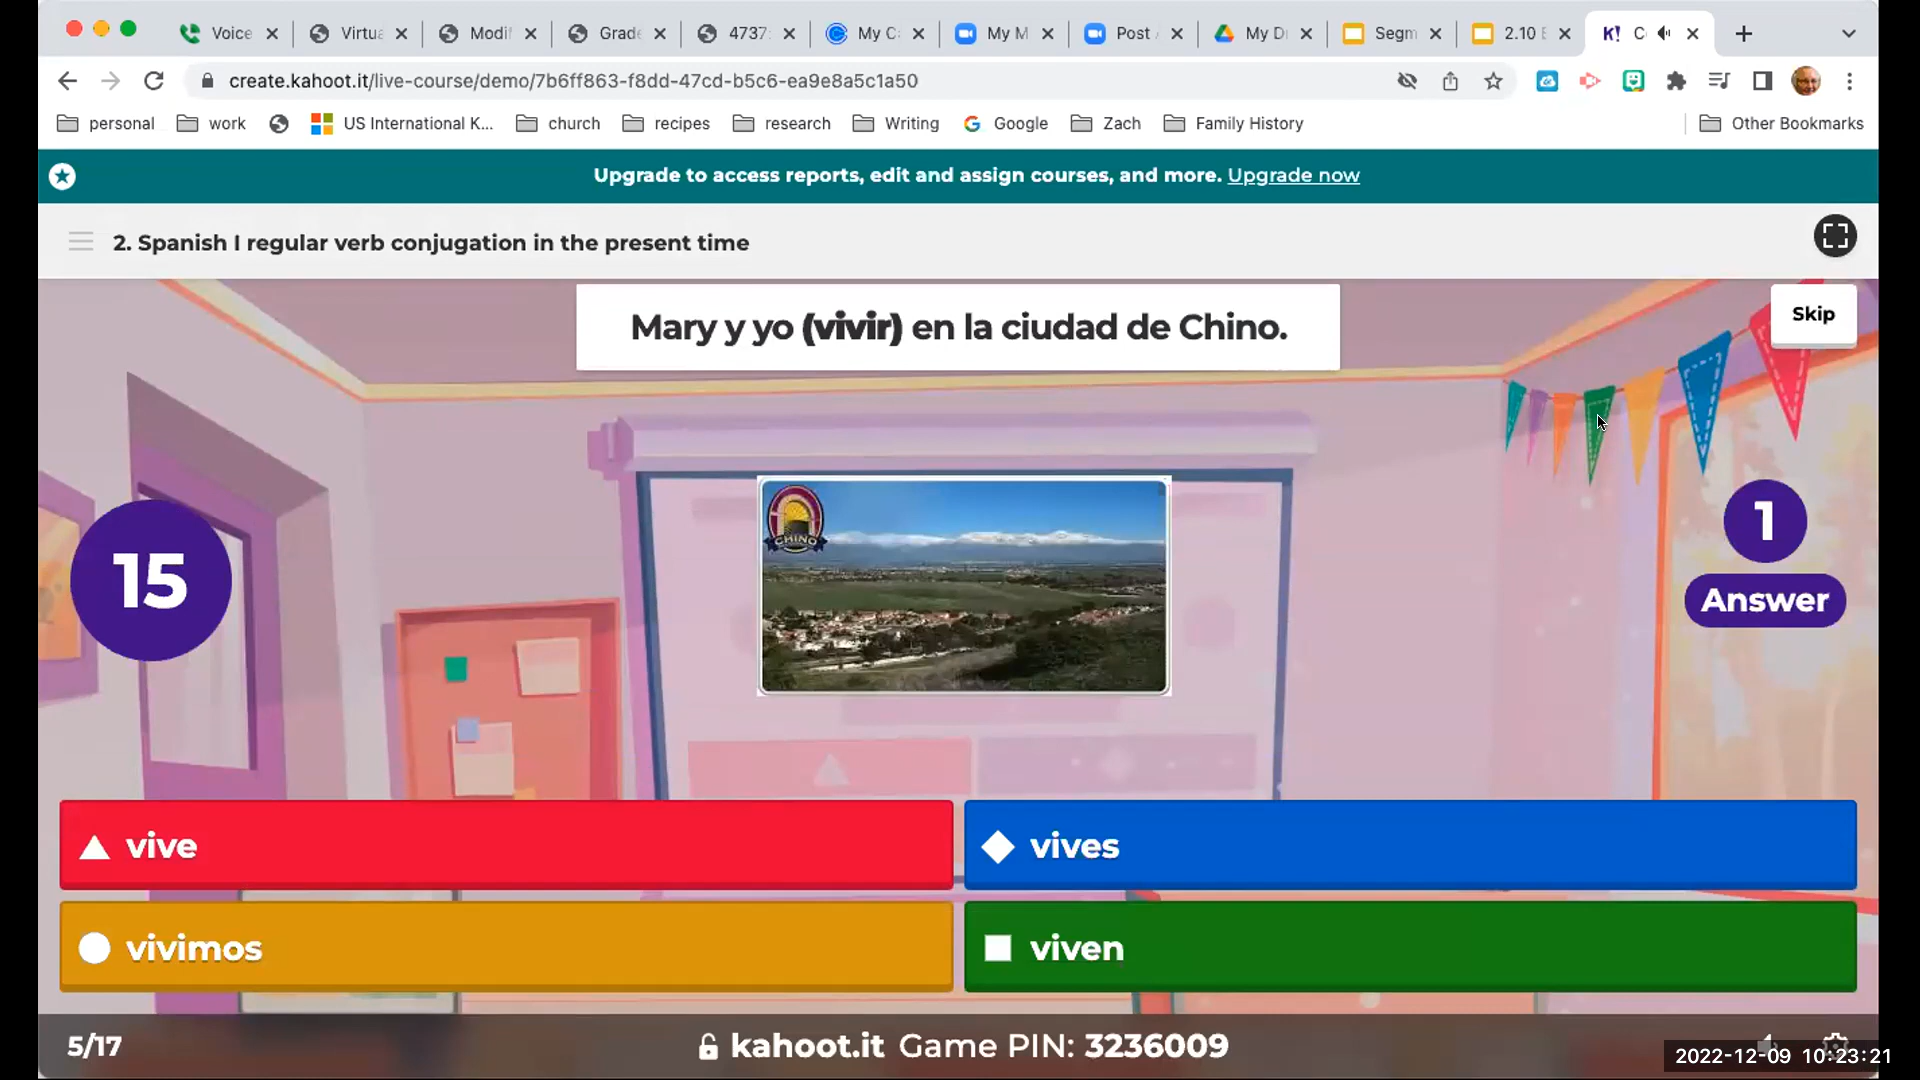 Voice Virtua Modif Grade 4737: My C My M Post My D Segm 2.10 E K! C
create.kahoot.it/live-course/demo/7b6ff863-f8dd-47cd-b5c6-ea9e8a5c1a50
personal work US International K... church recipes research Writing Google Zach Family History Other Bookmarks
Upgrade to access reports, edit and assign courses, and more. Upgrade now
2. Spanish I regular verb conjugation in the present time
Mary y yo (vivir) en la ciudad de Chino.
Skip
CHINO
15
1
Answer
vive
vives
vivimos
viven
5/17
kahoot.it Game PIN: 3236009
2022-12-09 10:23:21